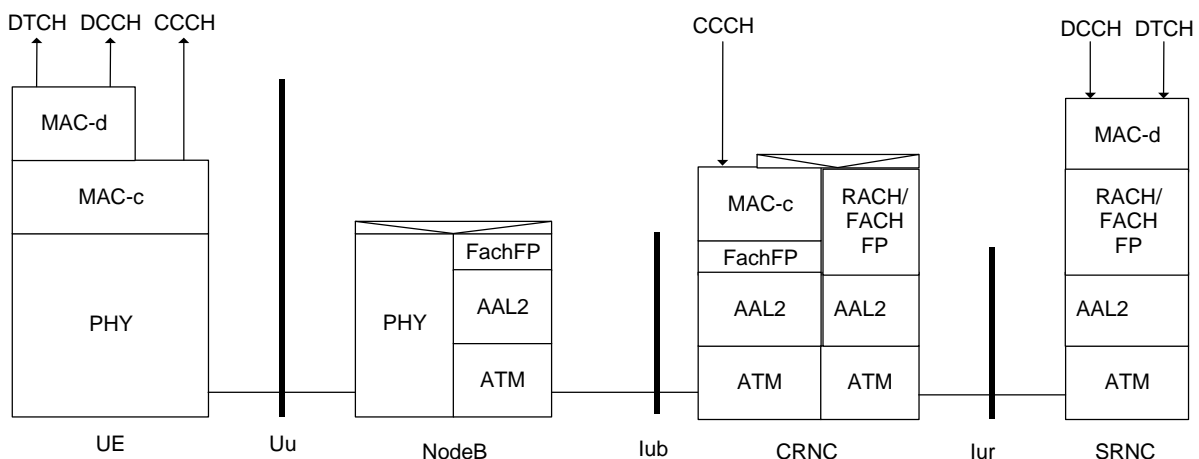 DTCH DCCH CCCH
CCCH
DCCH DTCH
MAC-d
MAC-c
PHY
UE
Uu
PHY
FachFP
AAL2
ATM
NodeB
Iub
MAC-c
FachFP
AAL2
ATM
RACH/
FACH
FP
AAL2
ATM
CRNC
Iur
MAC-d
RACH/
FACH
FP
AAL2
ATM
SRNC